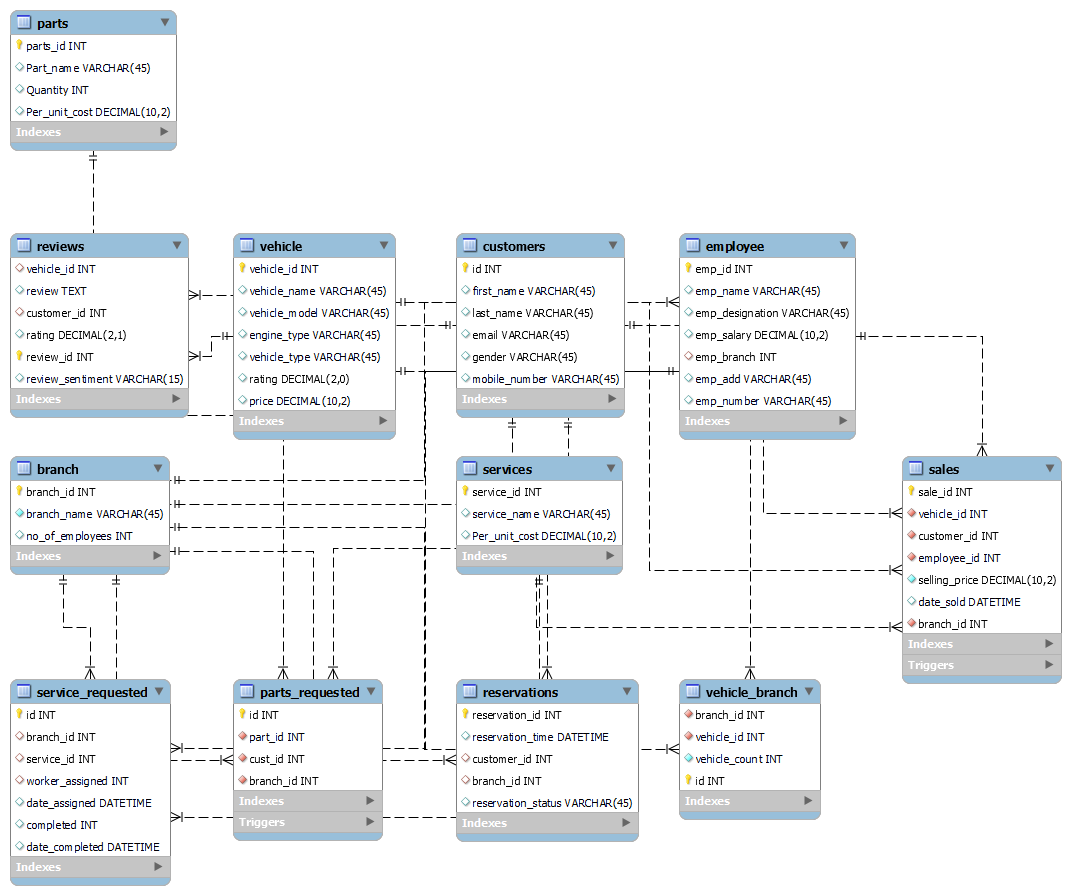 parts
parts_id INT
Part_name VARCHAR(45)
Quantity INT
Per_unit_cost DECIMAL(10,2)
Indexes
reviews
vehicle_id INT
review TEXT
customer_id INT
rating DECIMAL(2,1)
review_id INT
review_sentiment VARCHAR(15)
Indexes
vehicle
vehicle_id INT
vehicle_name VARCHAR(45)
vehicle_model VARCHAR(45)
engine_type VARCHAR(45)
vehicle_type VARCHAR(45)
rating DECIMAL(2,0)
price DECIMAL(10,2)
Indexes
customers
id INT
first_name VARCHAR(45)
last_name VARCHAR(45)
email VARCHAR(45)
gender VARCHAR(45)
mobile_number VARCHAR(45)
Indexes
employee
emp_id INT
emp_name VARCHAR(45)
emp_designation VARCHAR(45)
emp_salary DECIMAL(10,2)
emp_branch INT
emp_add VARCHAR(45)
emp_number VARCHAR(45)
Indexes
branch
branch_id INT
branch_name VARCHAR(45)
no_of_employees INT
Indexes
services
service_id INT
service_name VARCHAR(45)
Per_unit_cost DECIMAL(10,2)
Indexes
sales
sale_id INT
vehicle_id INT
customer_id INT
employee_id INT
selling_price DECIMAL(10,2)
date_sold DATETIME
branch_id INT
Indexes
Triggers
service_requested
id INT
branch_id INT
service_id INT
worker_assigned INT
date_assigned DATETIME
completed INT
date_completed DATETIME
Indexes
parts_requested
id INT
part_id INT
cust_id INT
branch_id INT
Indexes
Triggers
reservations
reservation_id INT
reservation_time DATETIME
customer_id INT
branch_id INT
reservation_status VARCHAR(45)
Indexes
vehicle_branch
branch_id INT
vehicle_id INT
vehicle_count INT
id INT
Indexes